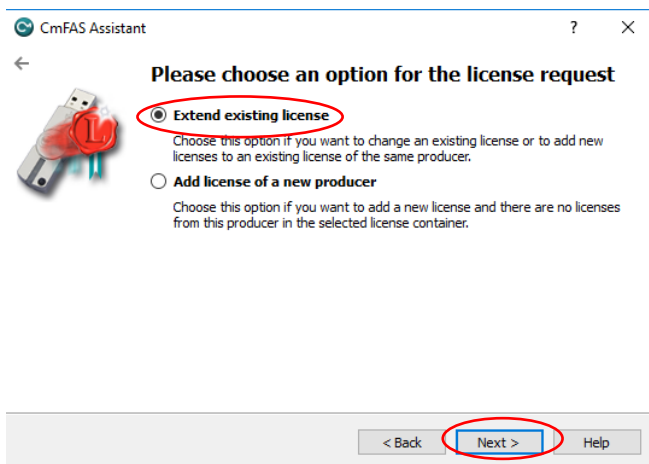 CmFAS Assistant
?
Please choose an option for the license request
Extend existing license
Choose this option if you want to change an existing license or to add new
licenses to an existing license of the same producer.
Add license of a new producer
Choose this option if you want to add a new license and there are no licenses
from this producer in the selected license container.
L
< Back Next > Help